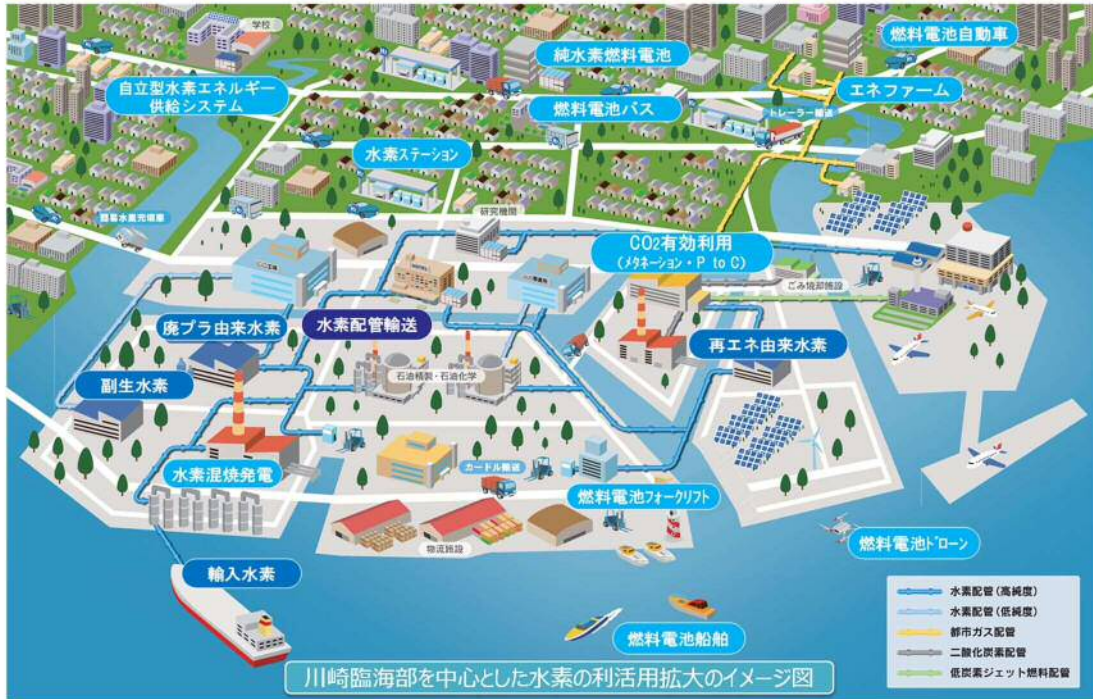 学校
燃料電池自動車
純水素燃料電池
自立型水素エネルギー
供給システム
エネファーム
燃料電池バス
トレーラー輸送
水素ステーション
研究機関
CO2有効利用
(メタネーション・P to C)
ごみ焼却施設
廃プラ由来水素
水素配管輸送
再エネ由来水素
石油精製・石油化学
副生水素
水素混焼発電
カードル輸送
燃料電池フォークリフト
物流施設
燃料電池ドローン
輸入水素
燃料電池船舶
水素配管(高純度)
水素配管(低純度)
都市ガス配管
二酸化炭素配管
低炭素ジェット燃料配管
川崎臨海部を中心とした水素の利活用拡大のイメージ図